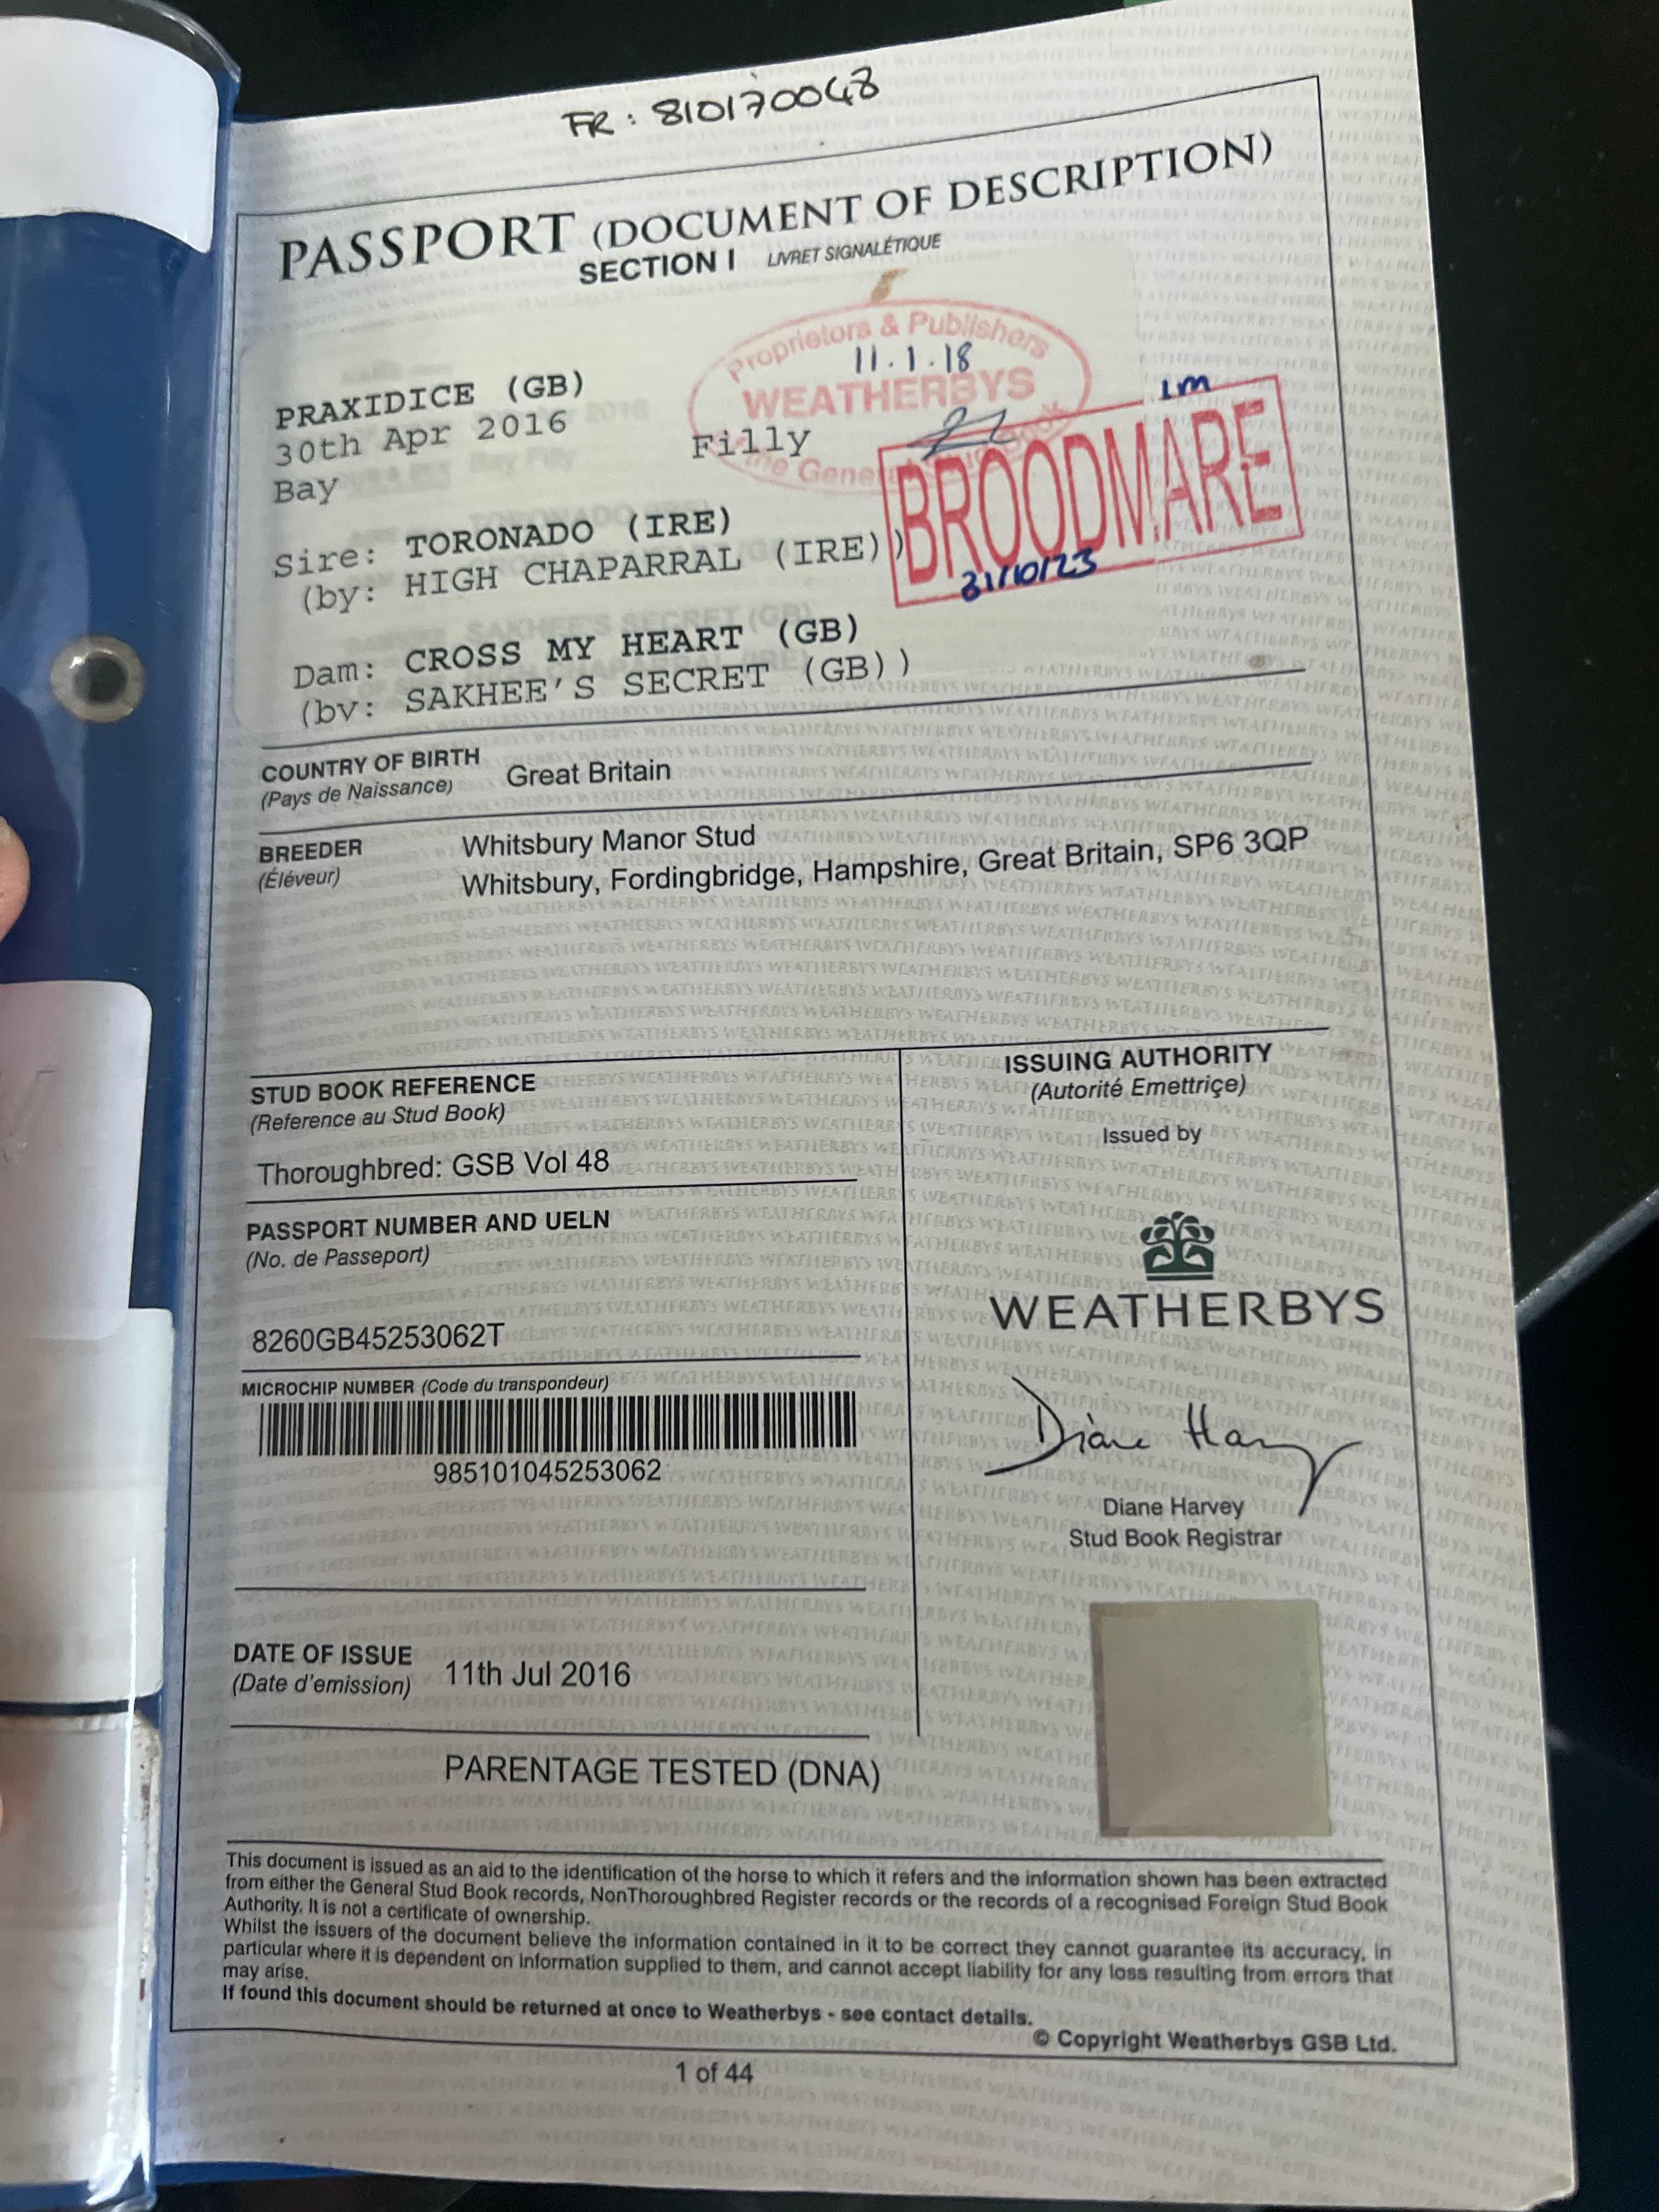 FR: 810170048
PASSPORT (DOCUMENT OF DESCRIPTION)
SECTION I LIVRET SIGNALÉTIQUE
Proprietors & Publishers
11.1.18
WEATHERBYS
PRAXIDICE (GB)
30th Apr 2016 Filly
Bay
LM
BROODMARE
31/10/23
Sire: TORONADO (IRE)
(by: HIGH CHAPARRAL (IRE))
Dam: CROSS MY HEART (GB)
(by: SAKHEE'S SECRET (GB))
COUNTRY OF BIRTH Great Britain
(Pays de Naissance)
BREEDER Whitsbury Manor Stud
(Éléveur) Whitsbury, Fordingbridge, Hampshire, Great Britain, SP6 3QP
STUD BOOK REFERENCE
(Reference au Stud Book)
Thoroughbred: GSB Vol 48
PASSPORT NUMBER AND UELN
(No. de Passeport)
8260GB45253062T
MICROCHIP NUMBER (Code du transpondeur)
985101045253062
DATE OF ISSUE 11th Jul 2016
(Date d'emission)
PARENTAGE TESTED (DNA)
ISSUING AUTHORITY
(Autorité Emettriçe)
Issued by
WEATHERBYS
Diane Harvey
Diane Harvey
Stud Book Registrar
This document is issued as an aid to the identification of the horse to which it refers and the information shown has been extracted
from either the General Stud Book records, NonThoroughbred Register records or the records of a recognised Foreign Stud Book
Authority. It is not a certificate of ownership.
Whilst the issuers of the document believe the information contained in it to be correct they cannot guarantee its accuracy, in
particular where it is dependent on Information supplied to them, and cannot accept liability for any loss resulting from errors that
may arise.
If found this document should be returned at once to Weatherbys - see contact details.
© Copyright Weatherbys GSB Ltd.
1 of 44